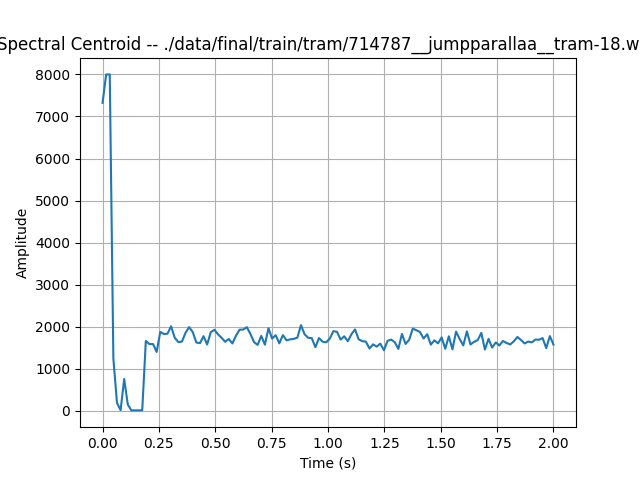 Spectral Centroid -- ./data/final/train/tram/714787__jumpparallaa__tram-18.w
Amplitude
8000
7000
6000
5000
4000
3000
2000
1000
0
0.00 0.25 0.50 0.75 1.00 1.25 1.50 1.75 2.00
Time (s)